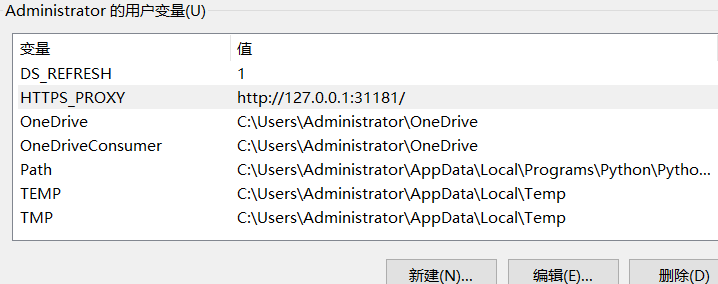 Administrator 的用户变量(U)
变量 值
DS_REFRESH 1
HTTPS_PROXY http://127.0.0.1:31181/
OneDrive C:\Users\Administrator\OneDrive
OneDriveConsumer C:\Users\Administrator\OneDrive
Path C:\Users\Administrator\AppData\Local\Programs\Python\Pytho...
TEMP C:\Users\Administrator\AppData\Local\Temp
TMP C:\Users\Administrator\AppData\Local\Temp
新建(N)... 编辑(E)... 删除(D)